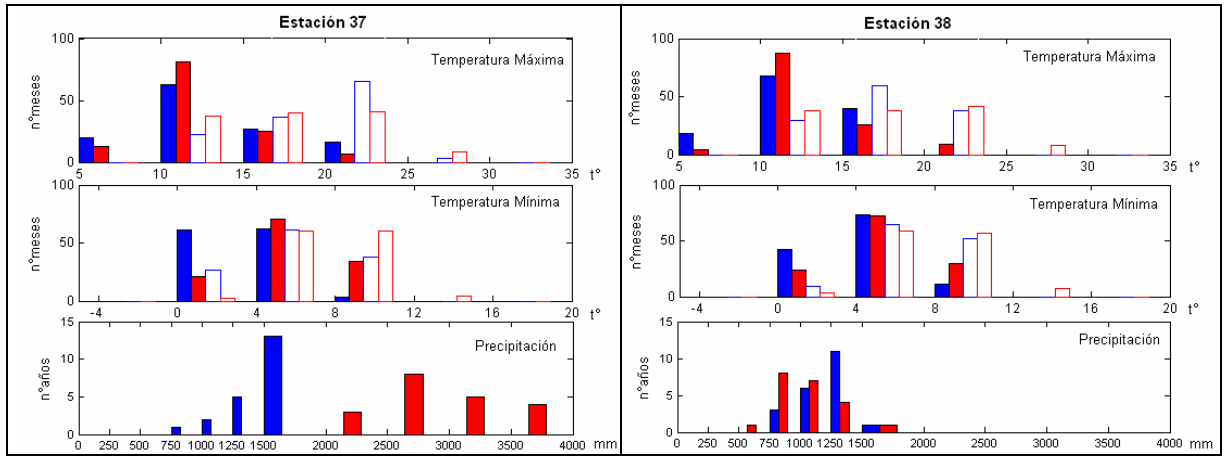 Estación 37
100
50
0
n°meses
Temperatura Máxima
5 10 15 20 25 30 35 t°
100
50
0
n°meses
Temperatura Mínima
-4 0 4 8 12 16 20 t°
15
10
5
0
n°años
Precipitación
0 250 500 750 1000 1250 1500 2000 2500 3000 3500 4000 mm
Estación 38
100
50
0
n°meses
Temperatura Máxima
5 10 15 20 25 30 35 t°
100
50
0
n°meses
Temperatura Mínima
-4 0 4 8 12 16 20 t°
15
10
5
0
n°años
Precipitación
0 250 500 750 1000 1250 1500 2000 2500 3000 3500 4000 mm